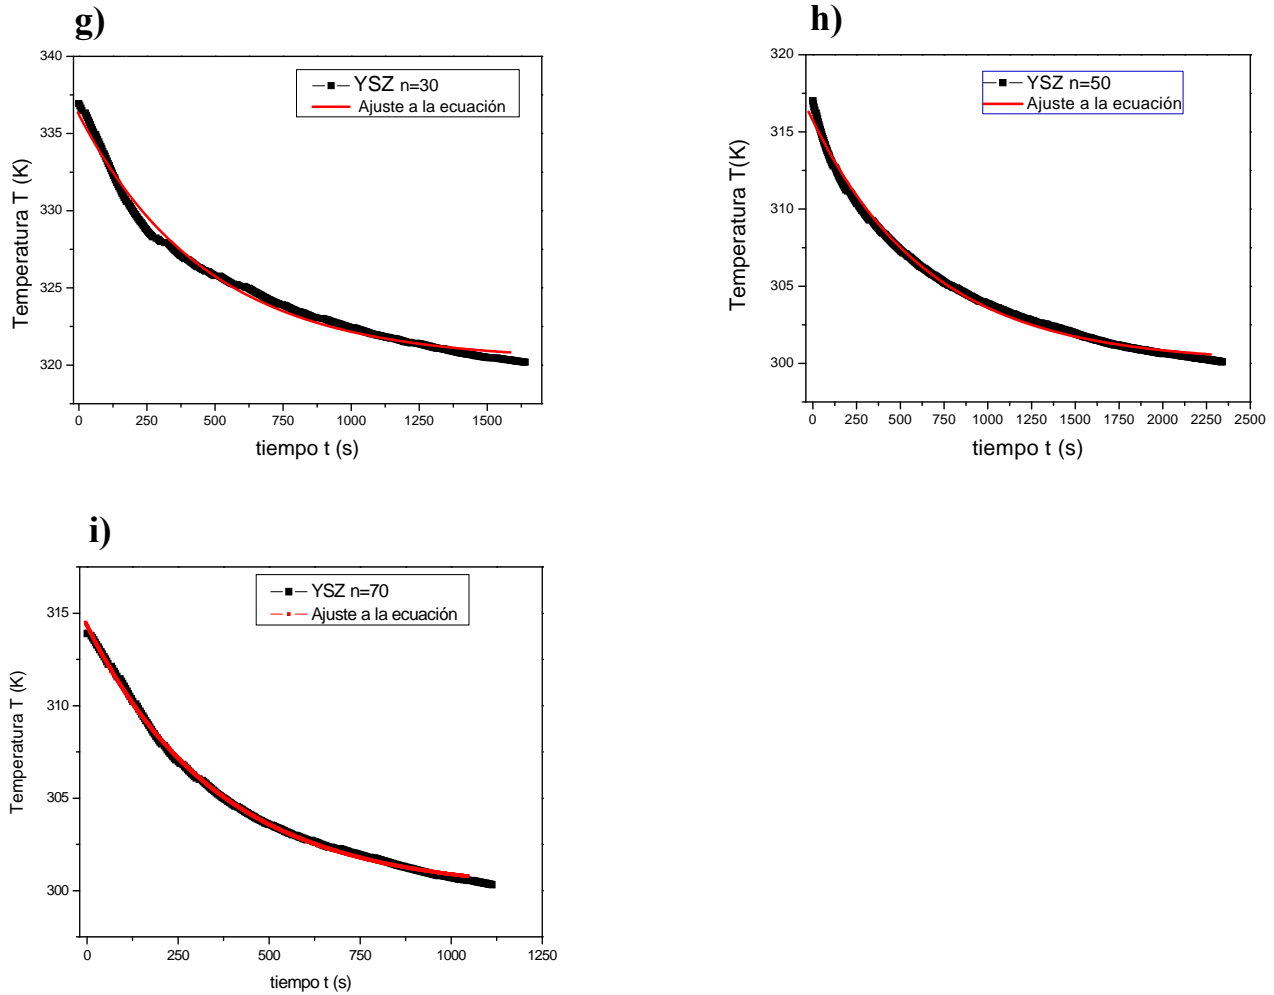 g)
340
335
330
325
320
Temperatura T (K)
YSZ n=30
Ajuste a la ecuación
0 250 500 750 1000 1250 1500
tiempo t (s)
h)
320
315
310
305
300
Temperatura T(K)
YSZ n=50
Ajuste a la ecuación
0 250 500 750 1000 1250 1500 1750 2000 2250 2500
tiempo t (s)
i)
315
310
305
300
Temperatura T (K)
YSZ n=70
Ajuste a la ecuación
0 250 500 750 1000 1250
tiempo t (s)